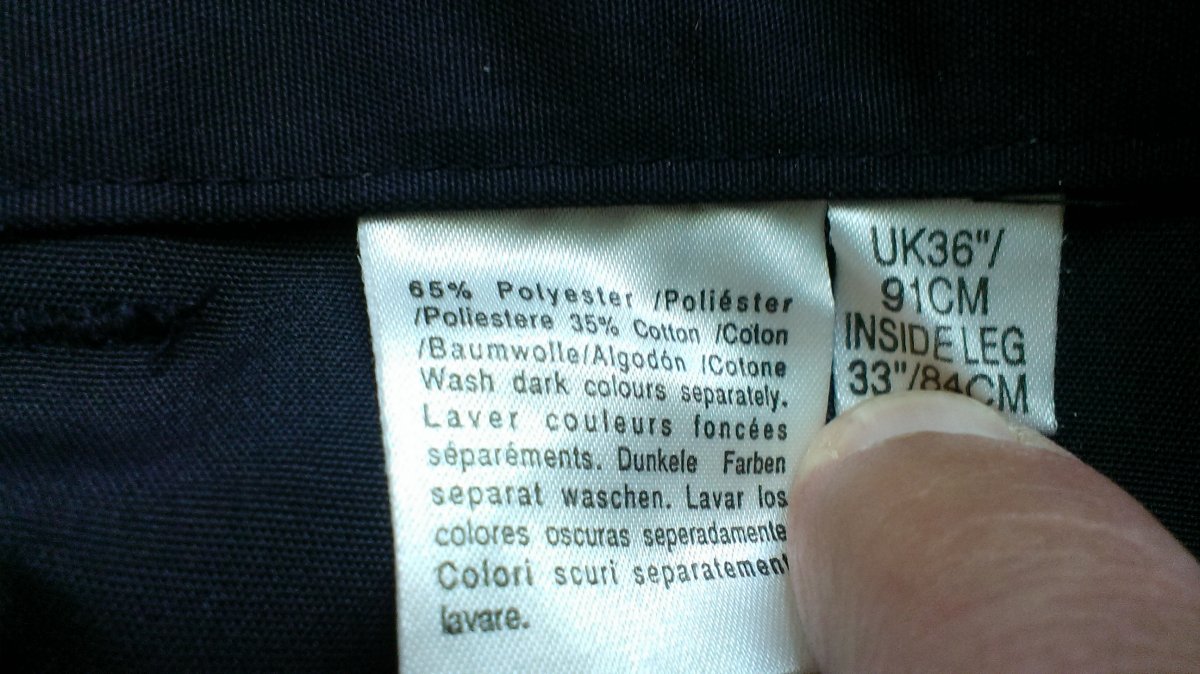 65% Polyester /Poliéster
/Poliestere 35% Cotton /Coton
/Baumwolle/Algodón /Cotone
Wash dark colours separately.
Laver couleurs foncées
séparéments. Dunkele Farben
separat waschen. Lavar los
colores oscuras seperadamente
Colori scuri separatement
lavare.
UK36"/
91CM
INSIDE LEG
33"/84CM